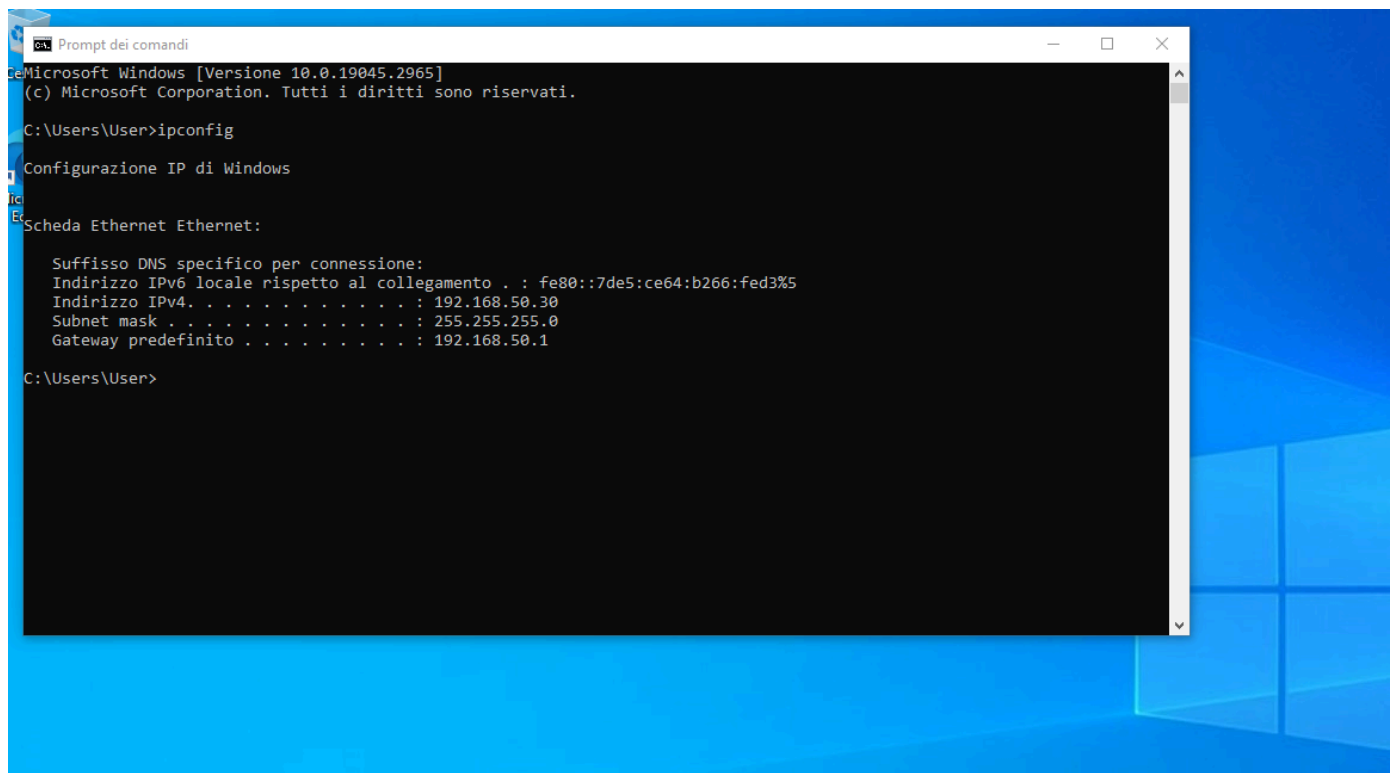 Prompt dei comandi
Microsoft Windows [Versione 10.0.19045.2965]
(c) Microsoft Corporation. Tutti i diritti sono riservati.
C:\Users\User>ipconfig
Configurazione IP di Windows
Scheda Ethernet Ethernet:
Suffisso DNS specifico per connessione:
Indirizzo IPv6 locale rispetto al collegamento . : fe80::7de5:ce64:b266:fed3%5
Indirizzo IPv4. . . . . . . . . . . . : 192.168.50.30
Subnet mask . . . . . . . . . . . . . : 255.255.255.0
Gateway predefinito . . . . . . . . . : 192.168.50.1
C:\Users\User>